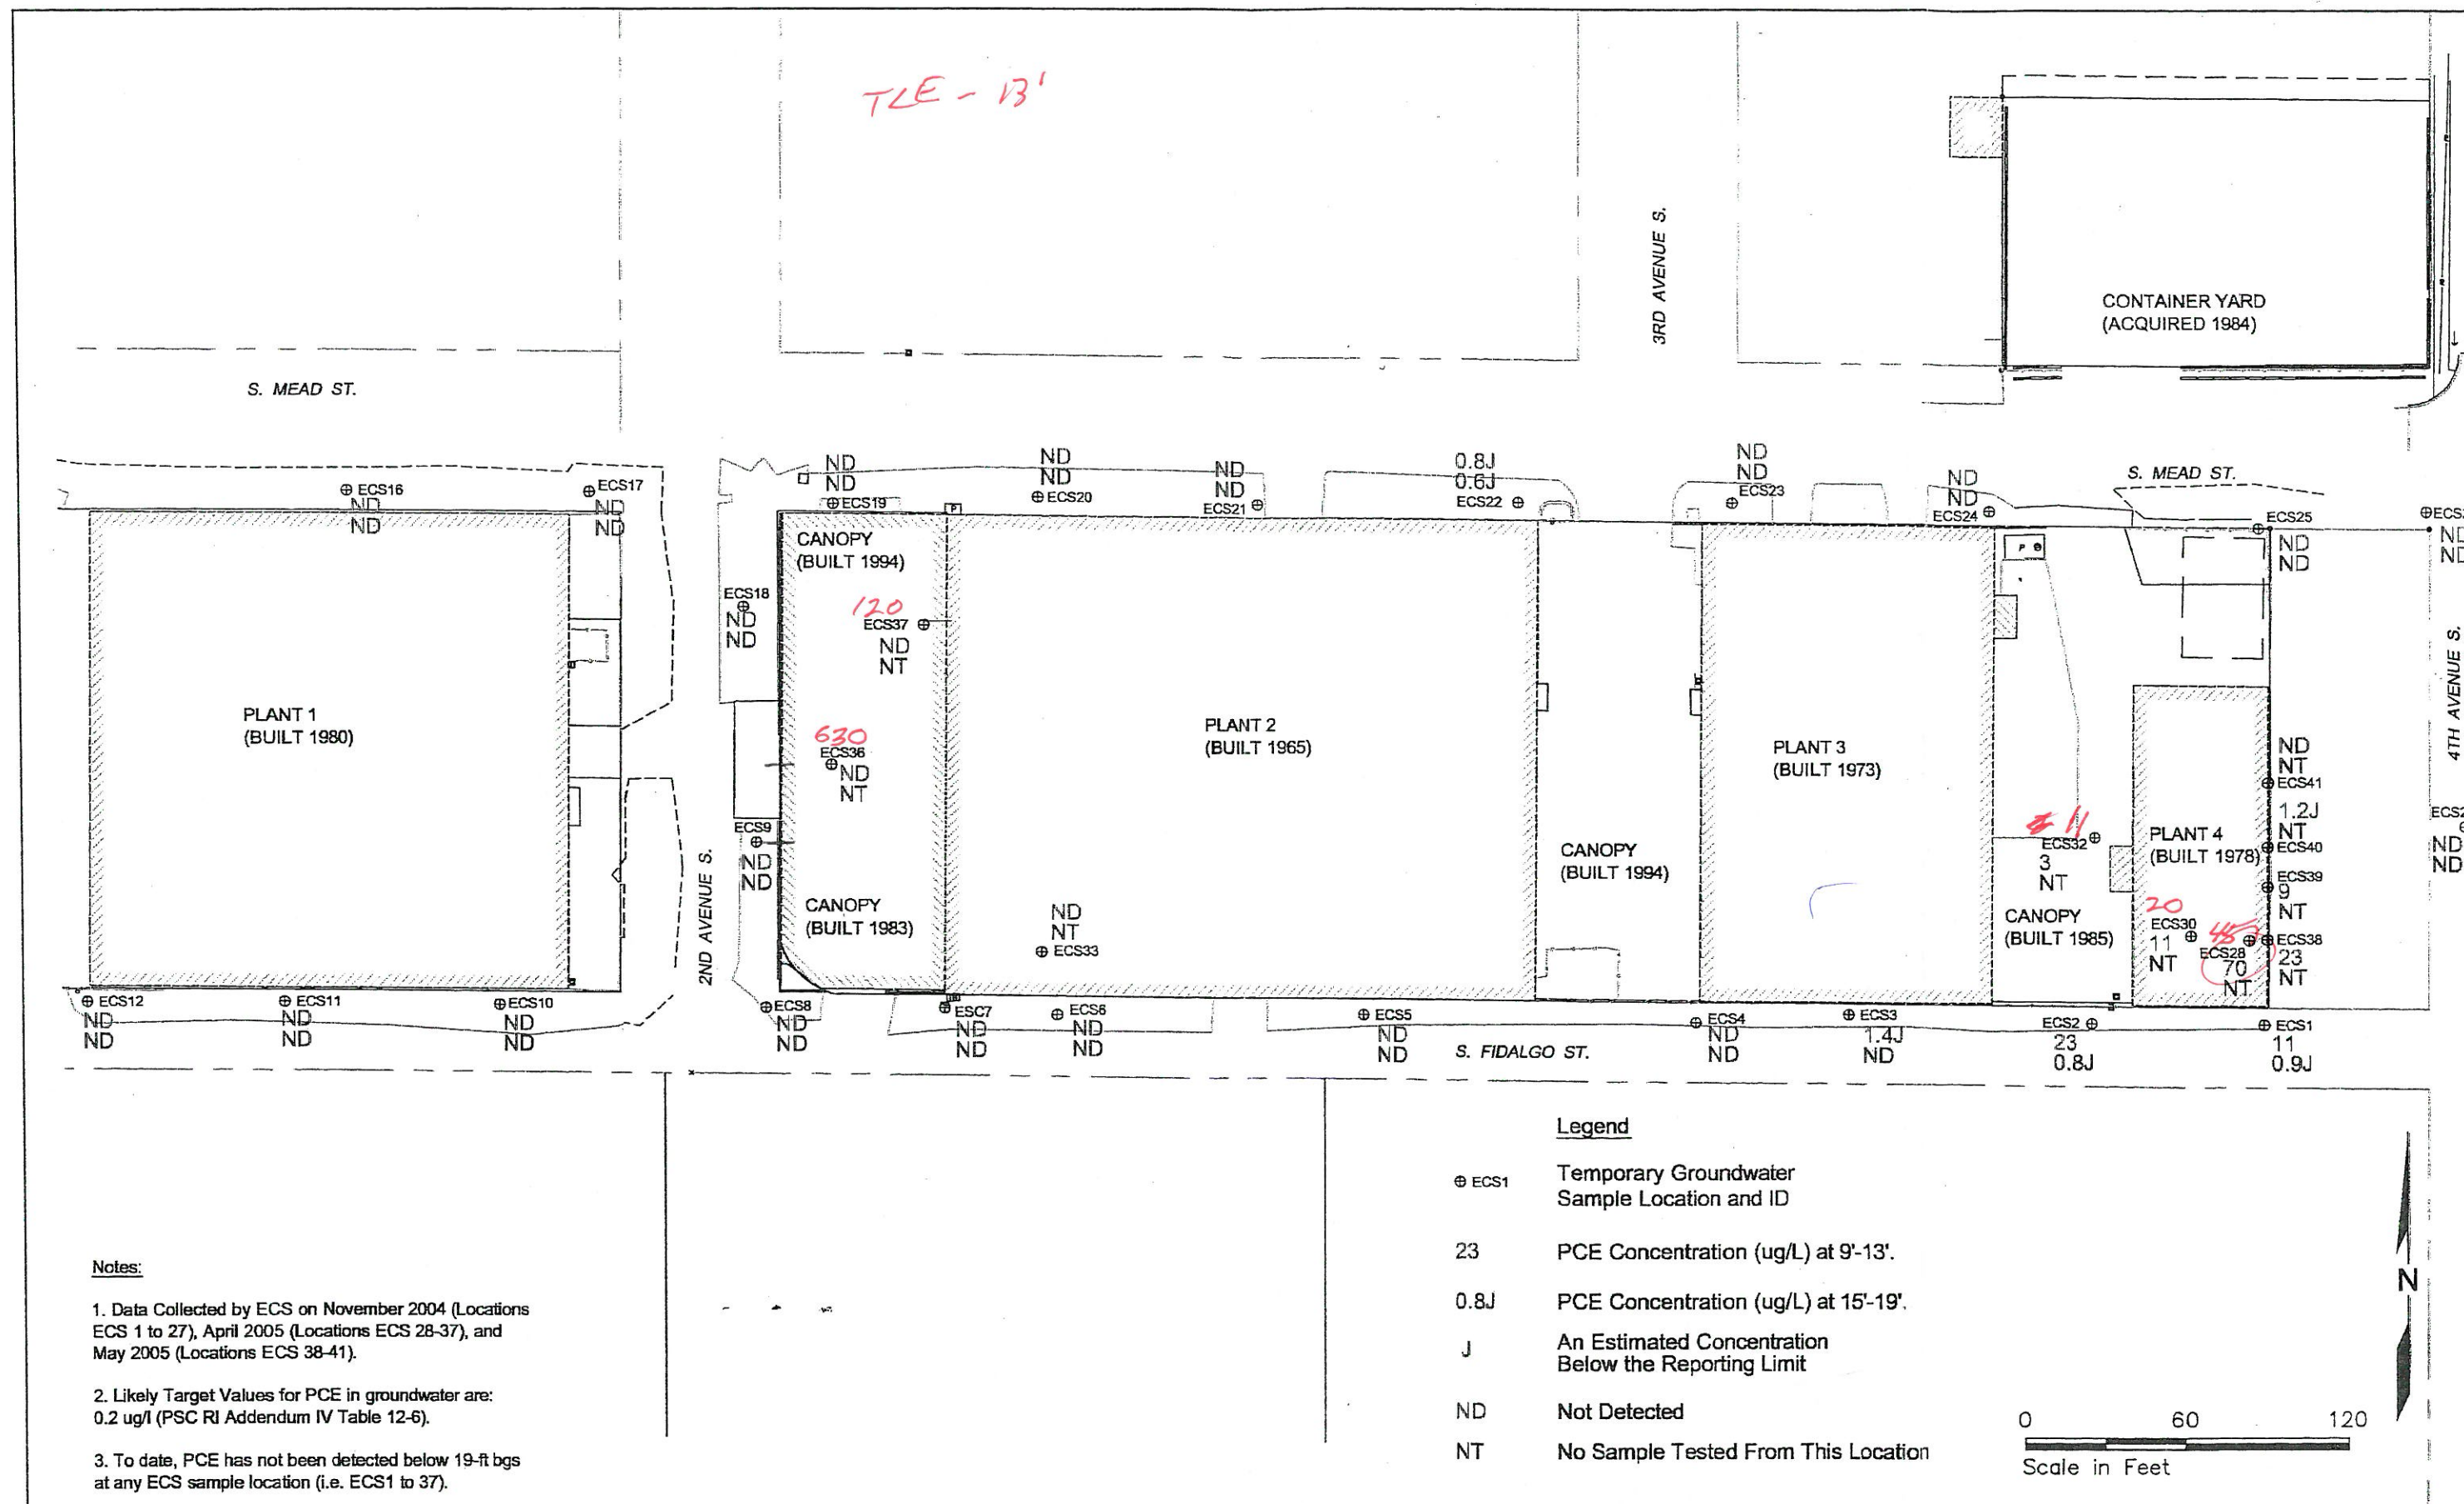 TCE - 13'
3RD AVENUE S.
CONTAINER YARD
(ACQUIRED 1984)
S. MEAD ST.
S. MEAD ST.
ECS16
ND
ND
ECS17
ND
ND
ND
ND
ECS19
ND
ND
ECS20
ND
ND
ECS21
0.8J
0.6J
ECS22
ND
ND
ECS23
ND
ND
ECS24
ECS25
ND
ND
ND
ND
P
P
CANOPY
(BUILT 1994)
ECS18
ND
ND
120
ECS37
ND
NT
630
ECS36
ND
NT
ECS9
ND
ND
CANOPY
(BUILT 1983)
2ND AVENUE S.
PLANT 1
(BUILT 1980)
PLANT 2
(BUILT 1965)
ND
NT
ECS33
CANOPY
(BUILT 1994)
PLANT 3
(BUILT 1973)
11
ECS32
3
NT
CANOPY
(BUILT 1985)
PLANT 4
(BUILT 1978)
20
ECS30
11
NT
ECS28
70
NT
ND
NT
ECS41
1.2J
NT
ECS40
ECS39
9
NT
ECS38
23
NT
4TH AVENUE S.
ND
ND
ECS12
ND
ND
ECS11
ND
ND
ECS10
ND
ND
ECS8
ND
ND
ESC7
ND
ND
ECS6
ND
ND
ECS5
ND
ND
S. FIDALGO ST.
ECS4
ND
ND
ECS3
1.4J
ND
ECS2
23
0.8J
ECS1
11
0.9J
Legend
ECS1 Temporary Groundwater
Sample Location and ID
23 PCE Concentration (ug/L) at 9'-13'.
0.8J PCE Concentration (ug/L) at 15'-19'.
J An Estimated Concentration
Below the Reporting Limit
ND Not Detected
NT No Sample Tested From This Location
Notes:
1. Data Collected by ECS on November 2004 (Locations
ECS 1 to 27), April 2005 (Locations ECS 28-37), and
May 2005 (Locations ECS 38-41).
2. Likely Target Values for PCE in groundwater are:
0.2 ug/l (PSC RI Addendum IV Table 12-6).
3. To date, PCE has not been detected below 19-ft bgs
at any ECS sample location (i.e. ECS1 to 37).
N
0 60 120
Scale in Feet